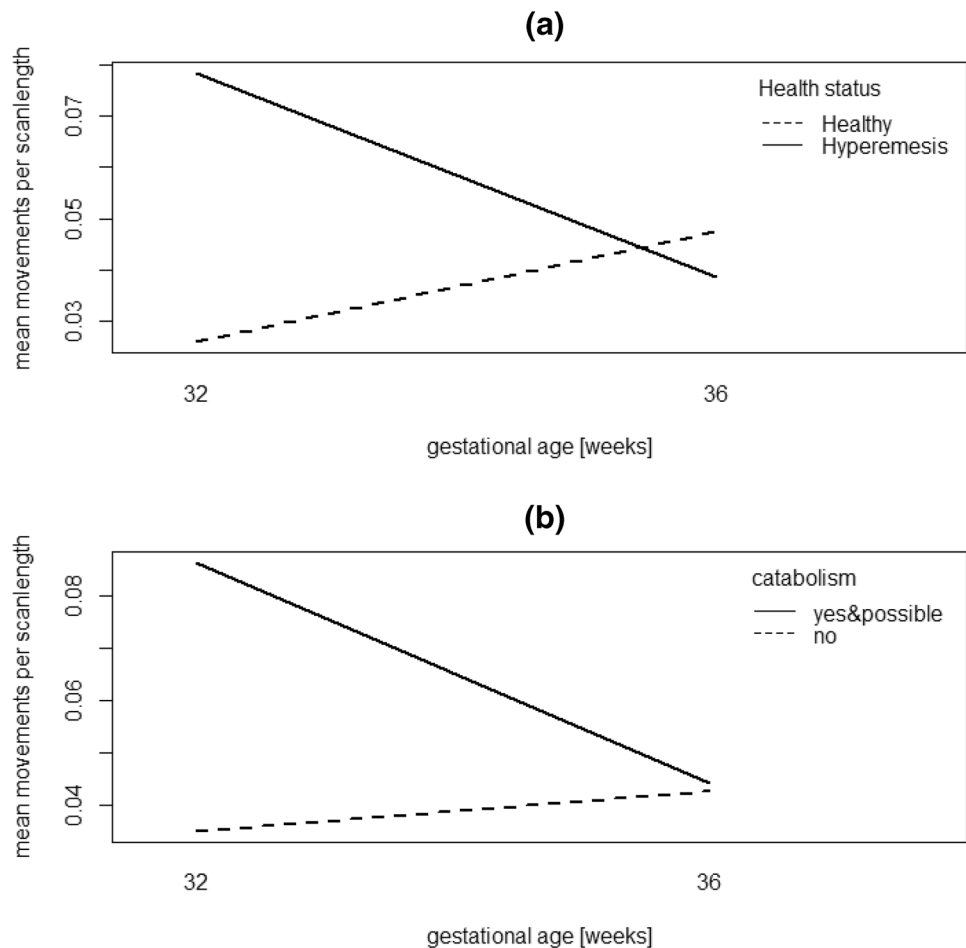 (a)
mean movements per scanlength
0.07
0.05
0.03
Health status
Healthy
Hyperemesis
32
36
gestational age [weeks]
(b)
mean movements per scanlength
0.08
0.06
0.04
catabolism
yes&possible
no
32
36
gestational age [weeks]